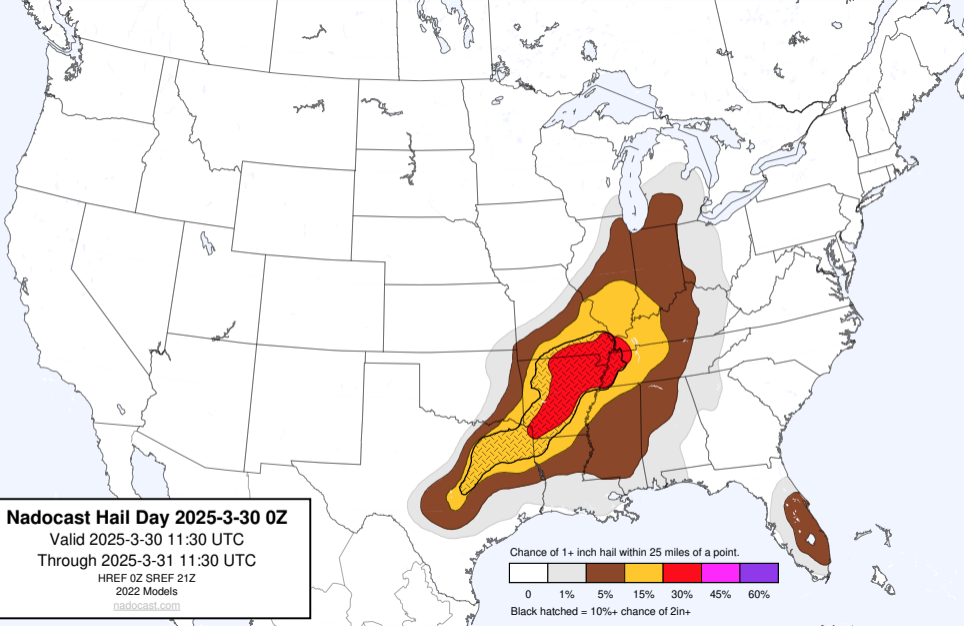 Nadocast Hail Day 2025-3-30 0Z
Valid 2025-3-30 11:30 UTC
Through 2025-3-31 11:30 UTC
HREF 0Z SREF 21Z
2022 Models
nadocast.com
Chance of 1+ inch hail within 25 miles of a point.
0 1% 5% 15% 30% 45% 60%
Black hatched = 10%+ chance of 2in+